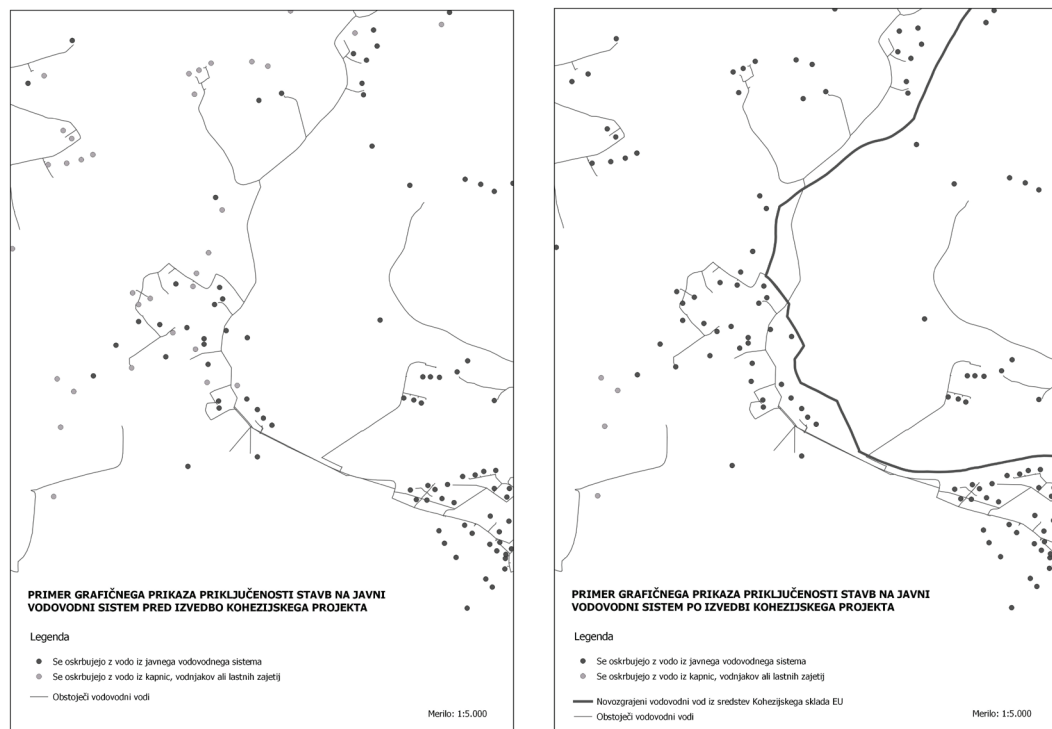 PRIMER GRAFIČNEGA PRIKAZA PRIKLJUČENOSTI STAVB NA JAVNI
VODOVODNI SISTEM PRED IZVEDBO KOHEZIJSKEGA PROJEKTA
Legenda
Se oskrbujejo z vodo iz javnega vodovodnega sistema
Se oskrbujejo z vodo iz kapnic, vodnjakov ali lastnih zajetij
Obstoječi vodovodni vodi
Merilo: 1:5.000
PRIMER GRAFIČNEGA PRIKAZA PRIKLJUČENOSTI STAVB NA JAVNI
VODOVODNI SISTEM PO IZVEDBI KOHEZIJSKEGA PROJEKTA
Legenda
Se oskrbujejo z vodo iz javnega vodovodnega sistema
Se oskrbujejo z vodo iz kapnic, vodnjakov ali lastnih zajetij
Novozgrajeni vodovodni vod iz sredstev Kohezijskega sklada EU
Obstoječi vodovodni vodi
Merilo: 1:5.000